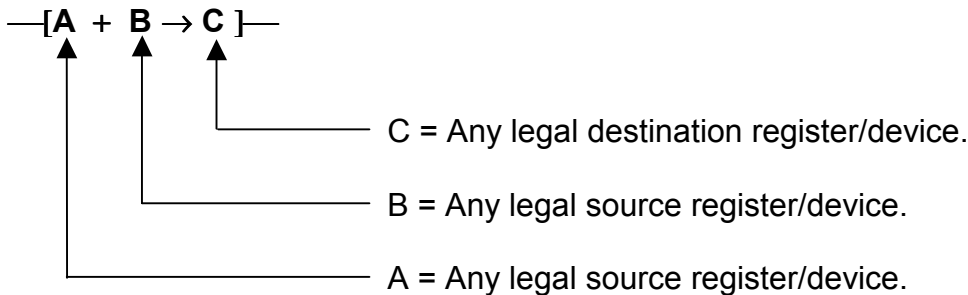 [A + B → C]
C = Any legal destination register/device.
B = Any legal source register/device.
A = Any legal source register/device.